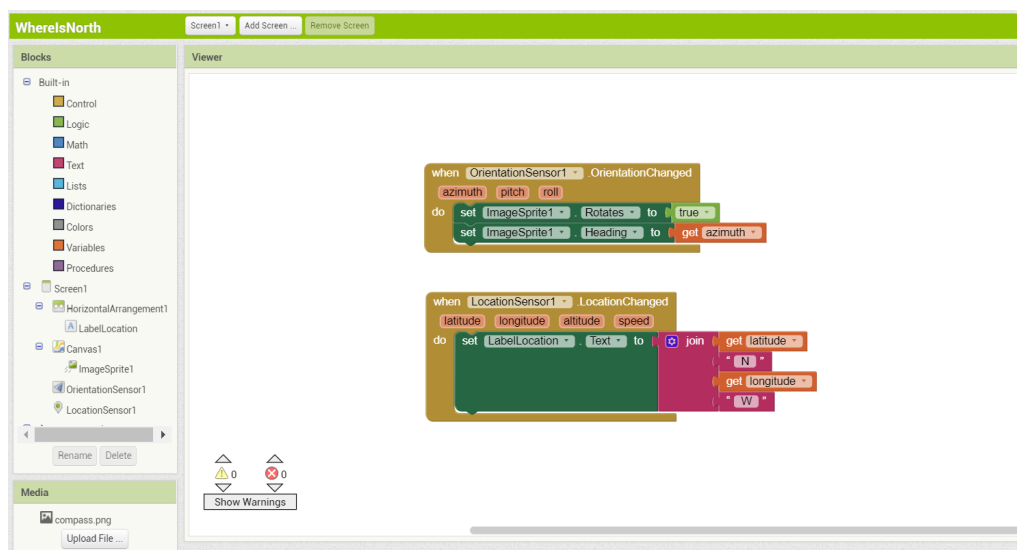 WhereIsNorth Screen1 Add Screen ... Remove Screen
Blocks
Viewer
Built-in
Control
Logic
Math
Text
Lists
Dictionaries
Colors
Variables
Procedures
Screen1
HorizontalArrangement1
LabelLocation
Canvas1
ImageSprite1
OrientationSensor1
LocationSensor1
Rename Delete
Media
compass.png
Upload File ...
when OrientationSensor1 .OrientationChanged
azimuth pitch roll
do set ImageSprite1 . Rotates to true
set ImageSprite1 . Heading to get azimuth
when LocationSensor1 .LocationChanged
latitude longitude altitude speed
do set LabelLocation . Text to join get latitude
" N "
get longitude
" W "
0 0
Show Warnings